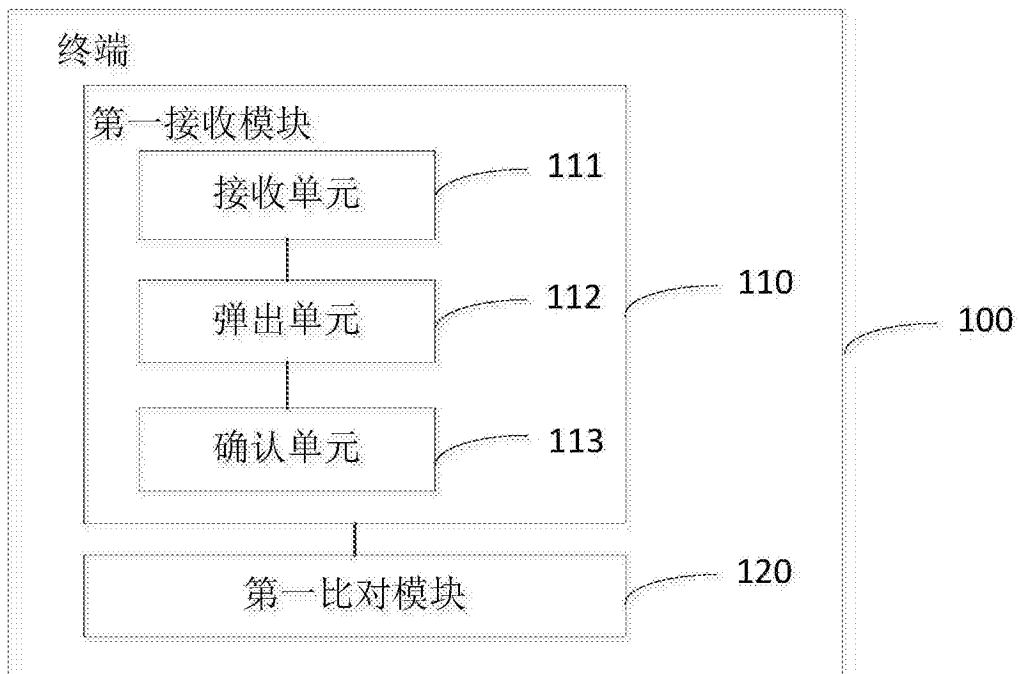 终端
第一接收模块
接收单元
111
弹出单元
112
110
100
确认单元
113
第一比对模块
120